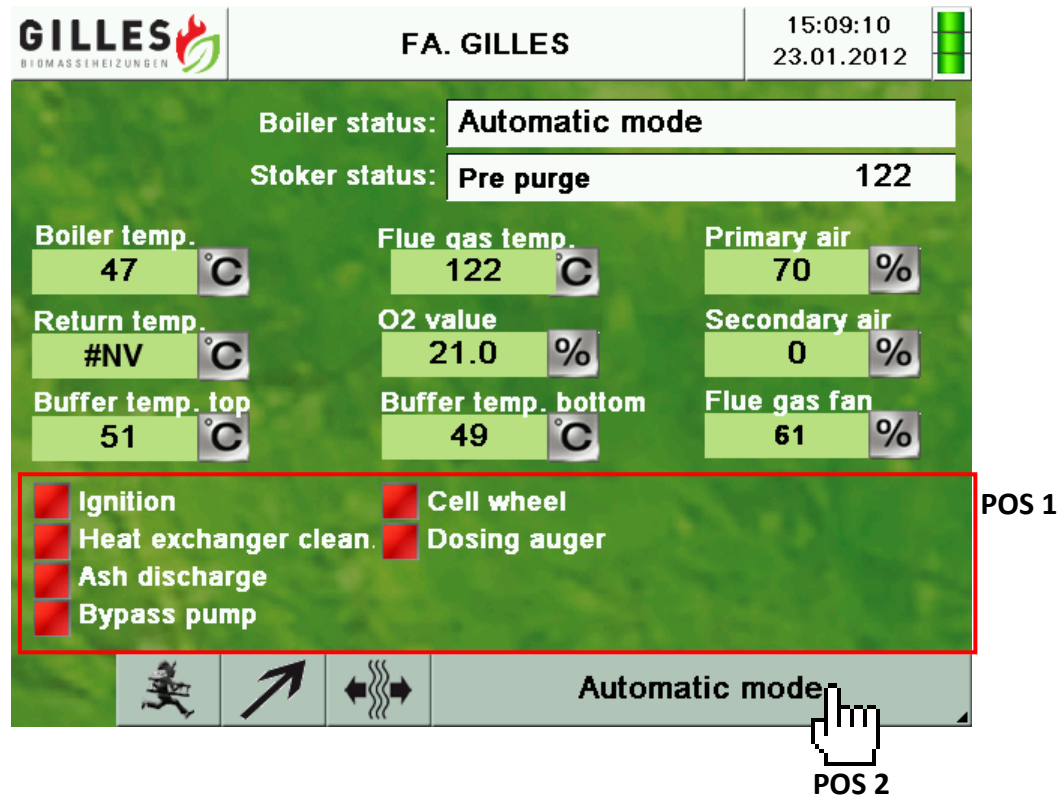 GILLES
BIOMASSEHEIZUNGEN
FA. GILLES
15:09:10
23.01.2012
Boiler status: Automatic mode
Stoker status: Pre purge 122
Boiler temp. Flue gas temp. Primary air
47 °C 122 °C 70 %
Return temp. O2 value Secondary air
#NV °C 21.0 % 0 %
Buffer temp. top Buffer temp. bottom Flue gas fan
51 °C 49 °C 61 %
Ignition Cell wheel
Heat exchanger clean. Dosing auger
Ash discharge
Bypass pump
POS 1
Automatic mode
POS 2